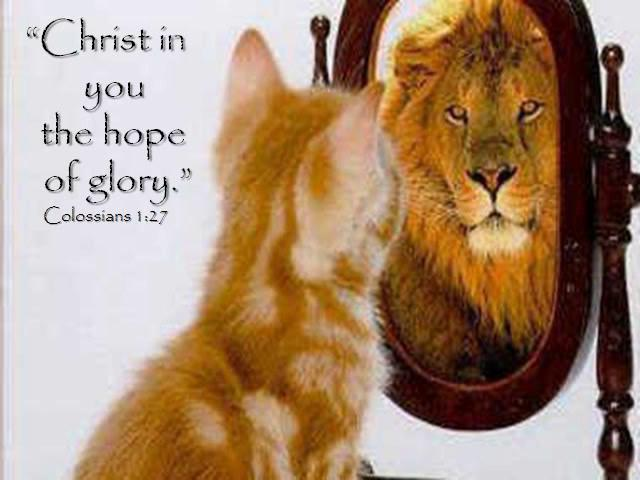 “Christ in
you
the hope
of glory.”
Colossians 1:27